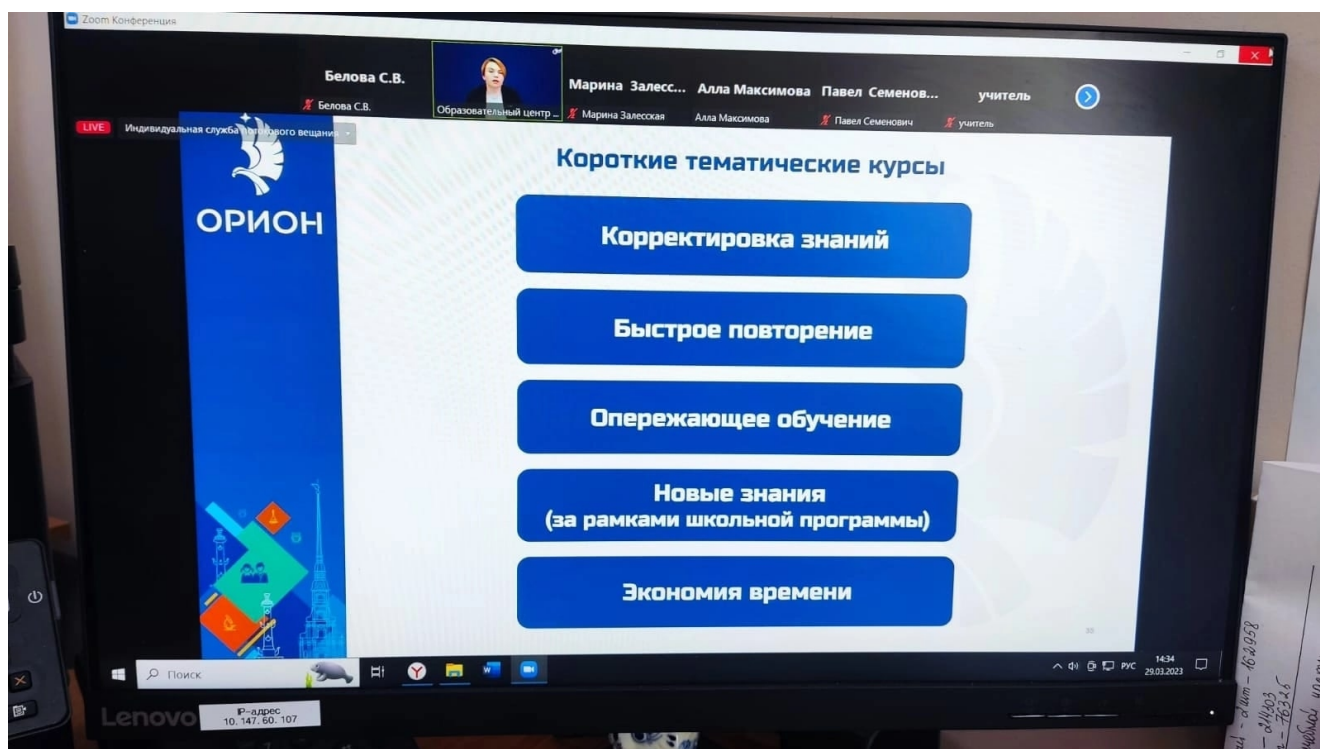 Zoom Конференция
Белова С.В.
Марина Залесс...
Алла Максимова
Павел Семенов...
учитель
Белова С.В.
Образовательный центр
Марина Залесская
Алла Максимова
Павел Семенович
учитель
LIVE
Индивидуальная служба потокового вещания
ОРИОН
Короткие тематические курсы
Корректировка знаний
Быстрое повторение
Опережающее обучение
Новые знания
(за рамками школьной программы)
Экономия времени
Поиск
РУС
14:34
29.03.2023
Lenovo
IP-адрес
10. 147. 60. 107
- 162958
- 214303
- 76325